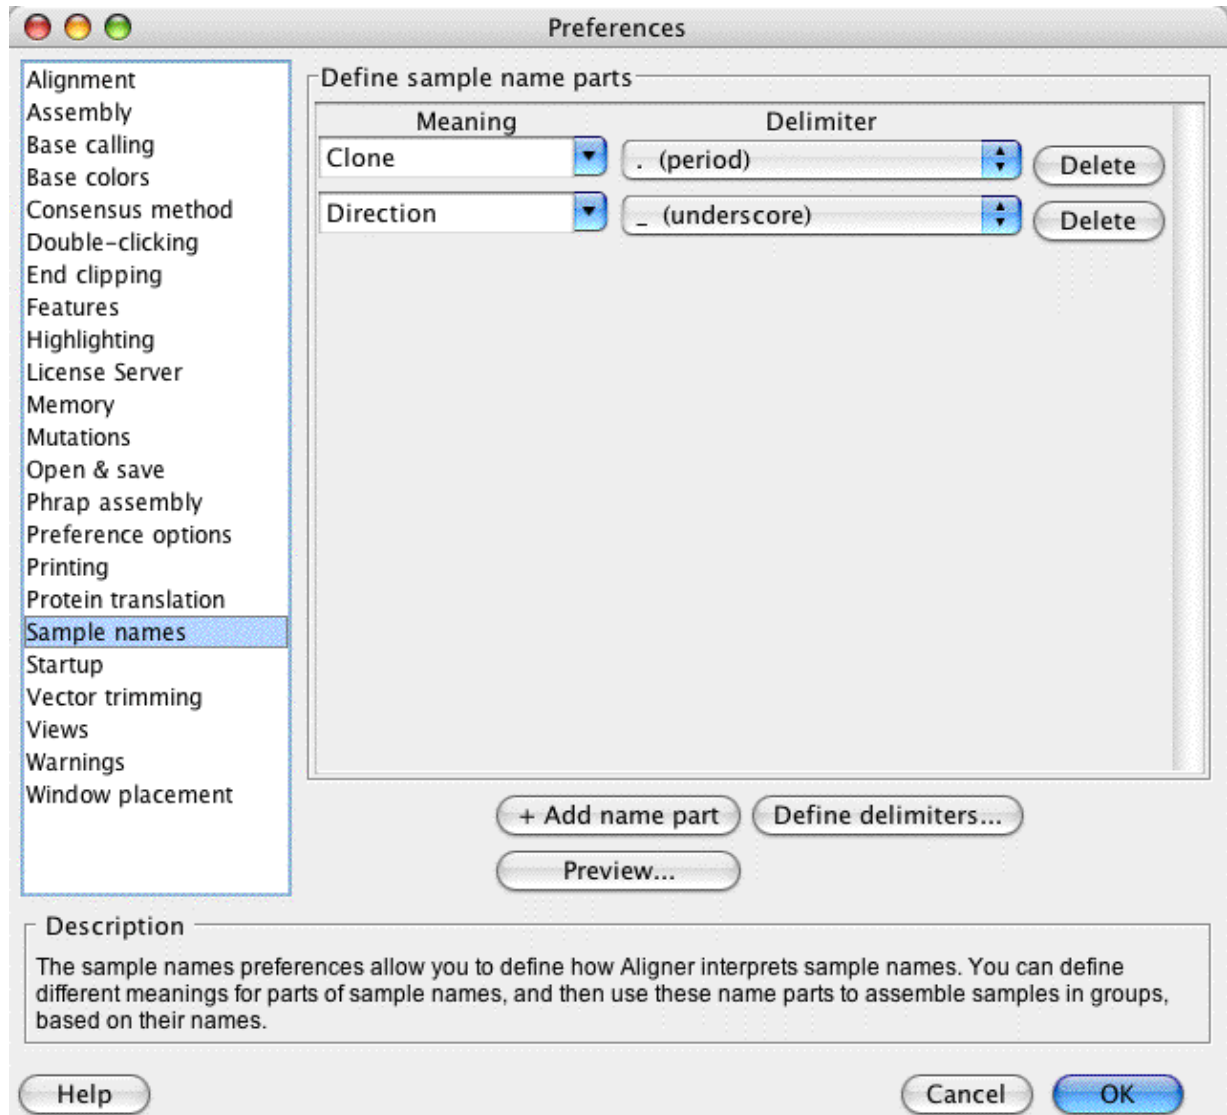 Preferences
Alignment
Assembly
Base calling
Base colors
Consensus method
Double-clicking
End clipping
Features
Highlighting
License Server
Memory
Mutations
Open & save
Phrap assembly
Preference options
Printing
Protein translation
Sample names
Startup
Vector trimming
Views
Warnings
Window placement
Define sample name parts
Meaning Delimiter
Clone . (period) Delete
Direction _ (underscore) Delete
+ Add name part Define delimiters...
Preview...
Description
The sample names preferences allow you to define how Aligner interprets sample names. You can define
different meanings for parts of sample names, and then use these name parts to assemble samples in groups,
based on their names.
Help Cancel OK